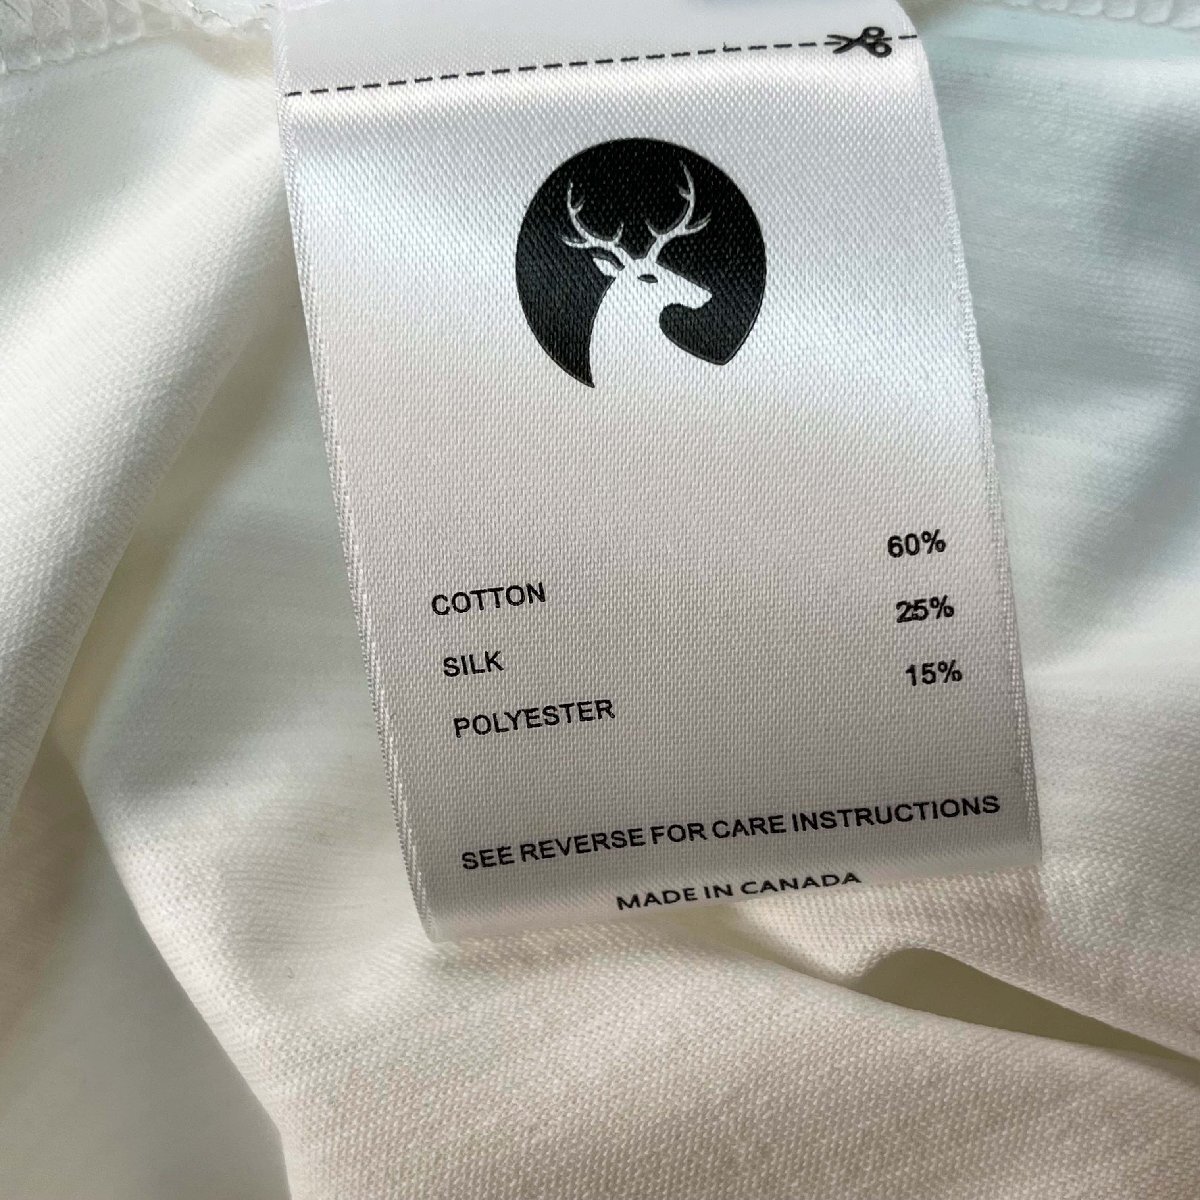 COTTON 60%
SILK 25%
POLYESTER 15%
SEE REVERSE FOR CARE INSTRUCTIONS
MADE IN CANADA